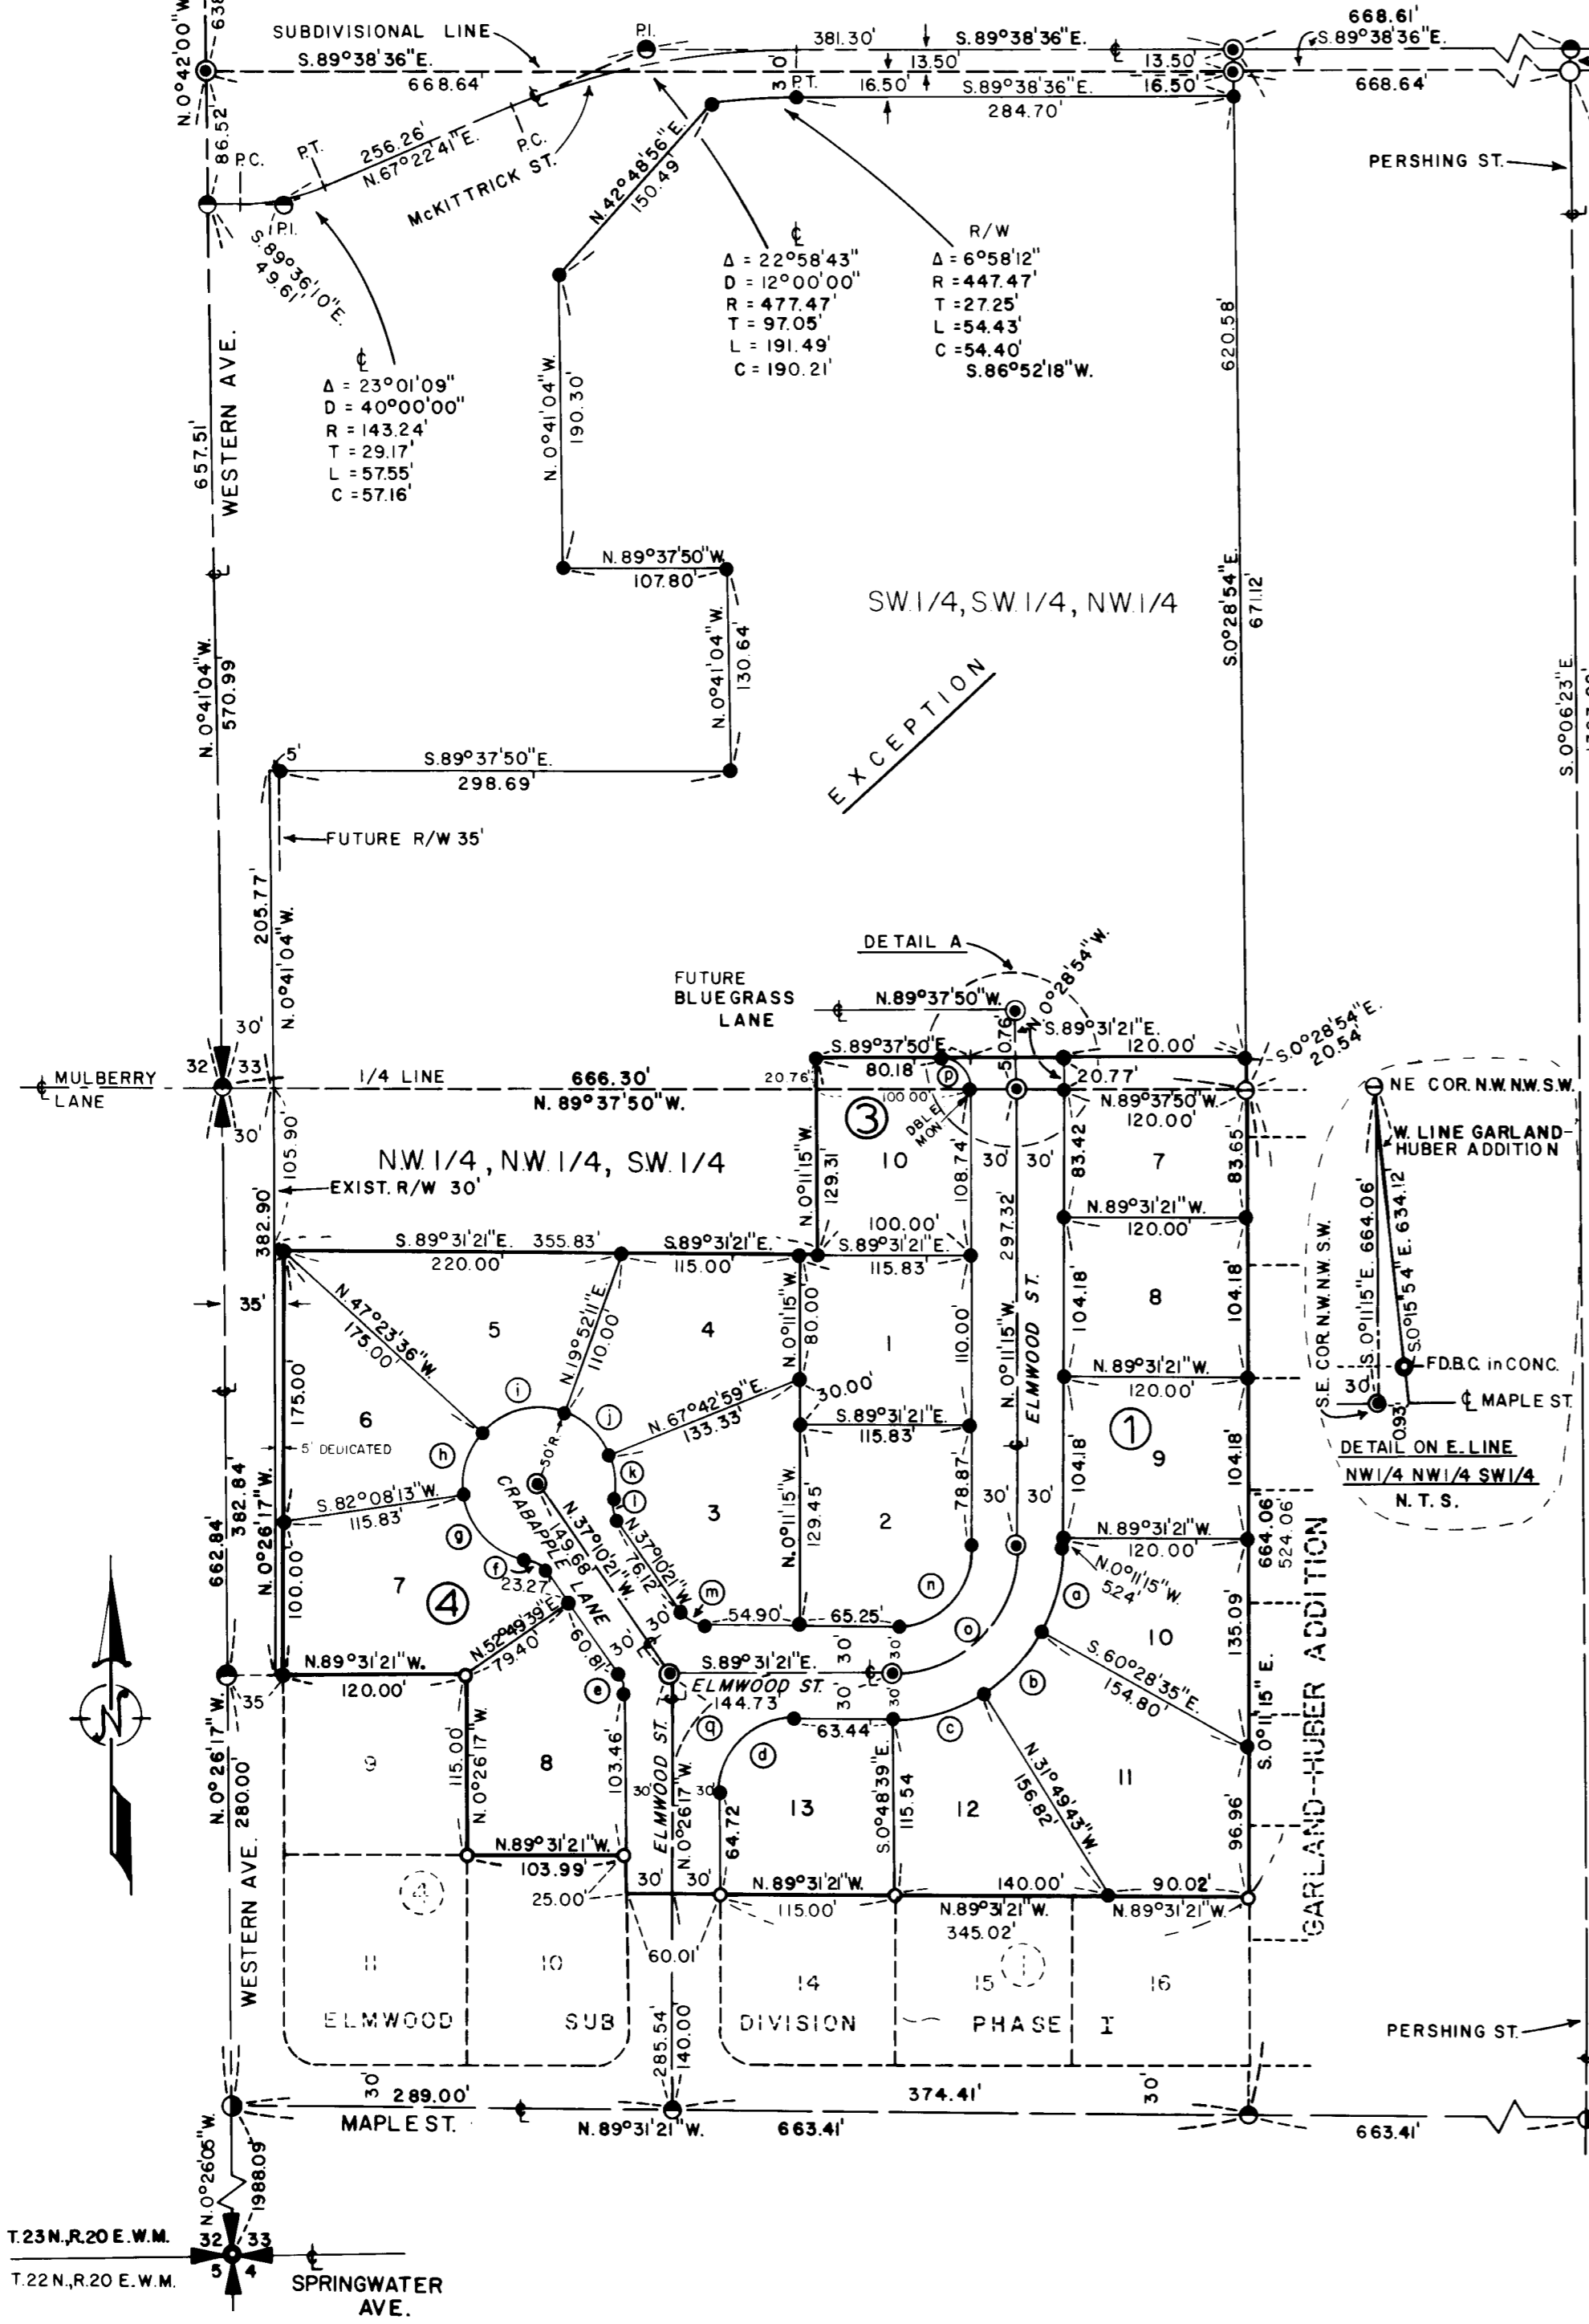 N.0°42'00"W.
638
SUBDIVISIONAL LINE
S.89°38'36"E.
668.64'
P.I.
381.30'
S.89°38'36"E.
℄
13.50'
13.50'
668.61'
S.89°38'36"E.
668.64'
30'
P.T.
16.50'
S.89°38'36"E.
16.50'
284.70'
86.52'
P.C.
P.T.
256.26'
N.67°22'41"E.
℄
P.C.
McKITTRICK ST.
P.I.
S.89°36'10"E.
49.61'
N.42°48'56"E.
150.49'
PERSHING ST.
℄
℄
Δ = 22°58'43"
D = 12°00'00"
R = 477.47'
T = 97.05'
L = 191.49'
C = 190.21'
R/W
Δ = 6°58'12"
R = 447.47'
T = 27.25'
L = 54.43'
C = 54.40'
S.86°52'18"W.
℄
Δ = 23°01'09"
D = 40°00'00"
R = 143.24'
T = 29.17'
L = 57.55'
C = 57.16'
657.51'
WESTERN AVE.
℄
N.0°41'04"W.
570.99'
N.0°41'04"W.
190.30'
620.58'
S.0°28'54"E.
671.12'
N.89°37'50"W.
107.80'
N.0°41'04"W.
130.64'
SW.1/4, S.W.1/4, NW.1/4
EXCEPTION
S.0°06'23"E.
5'
S.89°37'50"E.
298.69'
FUTURE R/W 35'
205.77'
N.0°41'04"W.
DETAIL A
FUTURE
BLUEGRASS
LANE
℄
N.89°37'50"W.
N.0°28'54"W.
50.76'
S.89°31'21"E.
120.00'
S.0°28'54"E.
20.54'
S.89°37'50"E.
80.18'
20.76'
p
20.77'
30'
32
33
℄ MULBERRY
LANE
1/4 LINE
666.30'
N.89°37'50"W.
100.00'
N.89°37'50"W.
120.00'
30'
105.90'
DBLE.
MON.
3
10
N.W.1/4, N.W.1/4, S.W.1/4
EXIST. R/W 30'
382.90'
N.0°11'15"W.
129.31
108.74'
30'
30'
83.42
7
83.65'
297.32'
N.89°31'21"W.
120.00'
NE COR. N.W. N.W. S.W.
W. LINE GARLAND-
HUBER ADDITION
S.E. COR. N.W. N.W. S.W.
S.0°11'15"E. 664.06'
S.0°15'54"E. 634.12'
F.D.B.C. in CONC.
30'
℄ MAPLE ST
0.93'
DETAIL ON E. LINE
NW1/4 NW1/4 SW1/4
N.T.S.
S.89°31'21"E.
355.83'
220.00'
S.89°31'21"E.
115.00'
100.00'
S.89°31'21"E.
115.83'
35'
N.47°23'36"W.
175.00'
5
N.19°52'11"E.
110.00'
4
N.0°11'15"W.
80.00'
1
110.00'
N.0°11'15"W.
ELMWOOD ST.
℄
104.18'
8
104.18'
N.89°31'21"W.
120.00'
175.00'
6
5' DEDICATED
i
j
50'R.
N.67°42'59"E.
133.33'
30.00'
S.89°31'21"E.
115.83'
1
9
104.18'
104.18'
h
k
l
℄
662.84'
382.84'
N.0°26'17"W.
S.82°08'13"W.
115.83'
CRABAPPLE LANE
N.37°10'21"W.
149.68'
N.37°10'21"W.
76.12'
3
N.0°11'15"W.
129.45'
2
78.87'
30'
30'
N.89°31'21"W.
120.00'
664.06
524.06'
g
f
23.27
100.00'
7
4
m
54.90'
65.25'
n
N.0°11'15"W.
5.24'
a
10
135.09'
N.52°49'39"E.
79.40'
60.81'
30'
30'
℄
30'
30'
o
S.60°28'35"E.
154.80'
S.0°11'15"E.
GARLAND-HUBER ADDITION
N.89°31'21"W.
120.00'
35
e
S.89°31'21"E.
℄
ELMWOOD ST.
144.73'
30'
30'
b
c
N
N.0°26'17"W.
280.00'
WESTERN AVE.
9
115.00'
N.0°26'17"W.
8
103.46'
℄
q
30'
30'
ELMWOOD ST.
N.0°26'17"W.
d
63.44'
13
64.72
S.0°48'39"E.
115.54
12
N.31°49'43"W.
156.82'
11
96.96'
N.89°31'21"W.
103.99'
4
25.00'
30'
30'
N.89°31'21"W.
115.00'
140.00'
N.89°31'21"W.
345.02'
90.02'
N.89°31'21"W.
11
10
60.01'
14
15
1
16
ELMWOOD
SUB
DIVISION
PHASE I
285.54'
140.00'
PERSHING ST.
30'
289.00'
MAPLE ST.
℄
N.89°31'21"W.
374.41'
663.41'
30'
663.41'
N.0°26'05"W.
1988.09'
T.23N.,R.20E.W.M.
T.22N.,R.20E.W.M.
32
33
5
4
℄
SPRINGWATER
AVE.